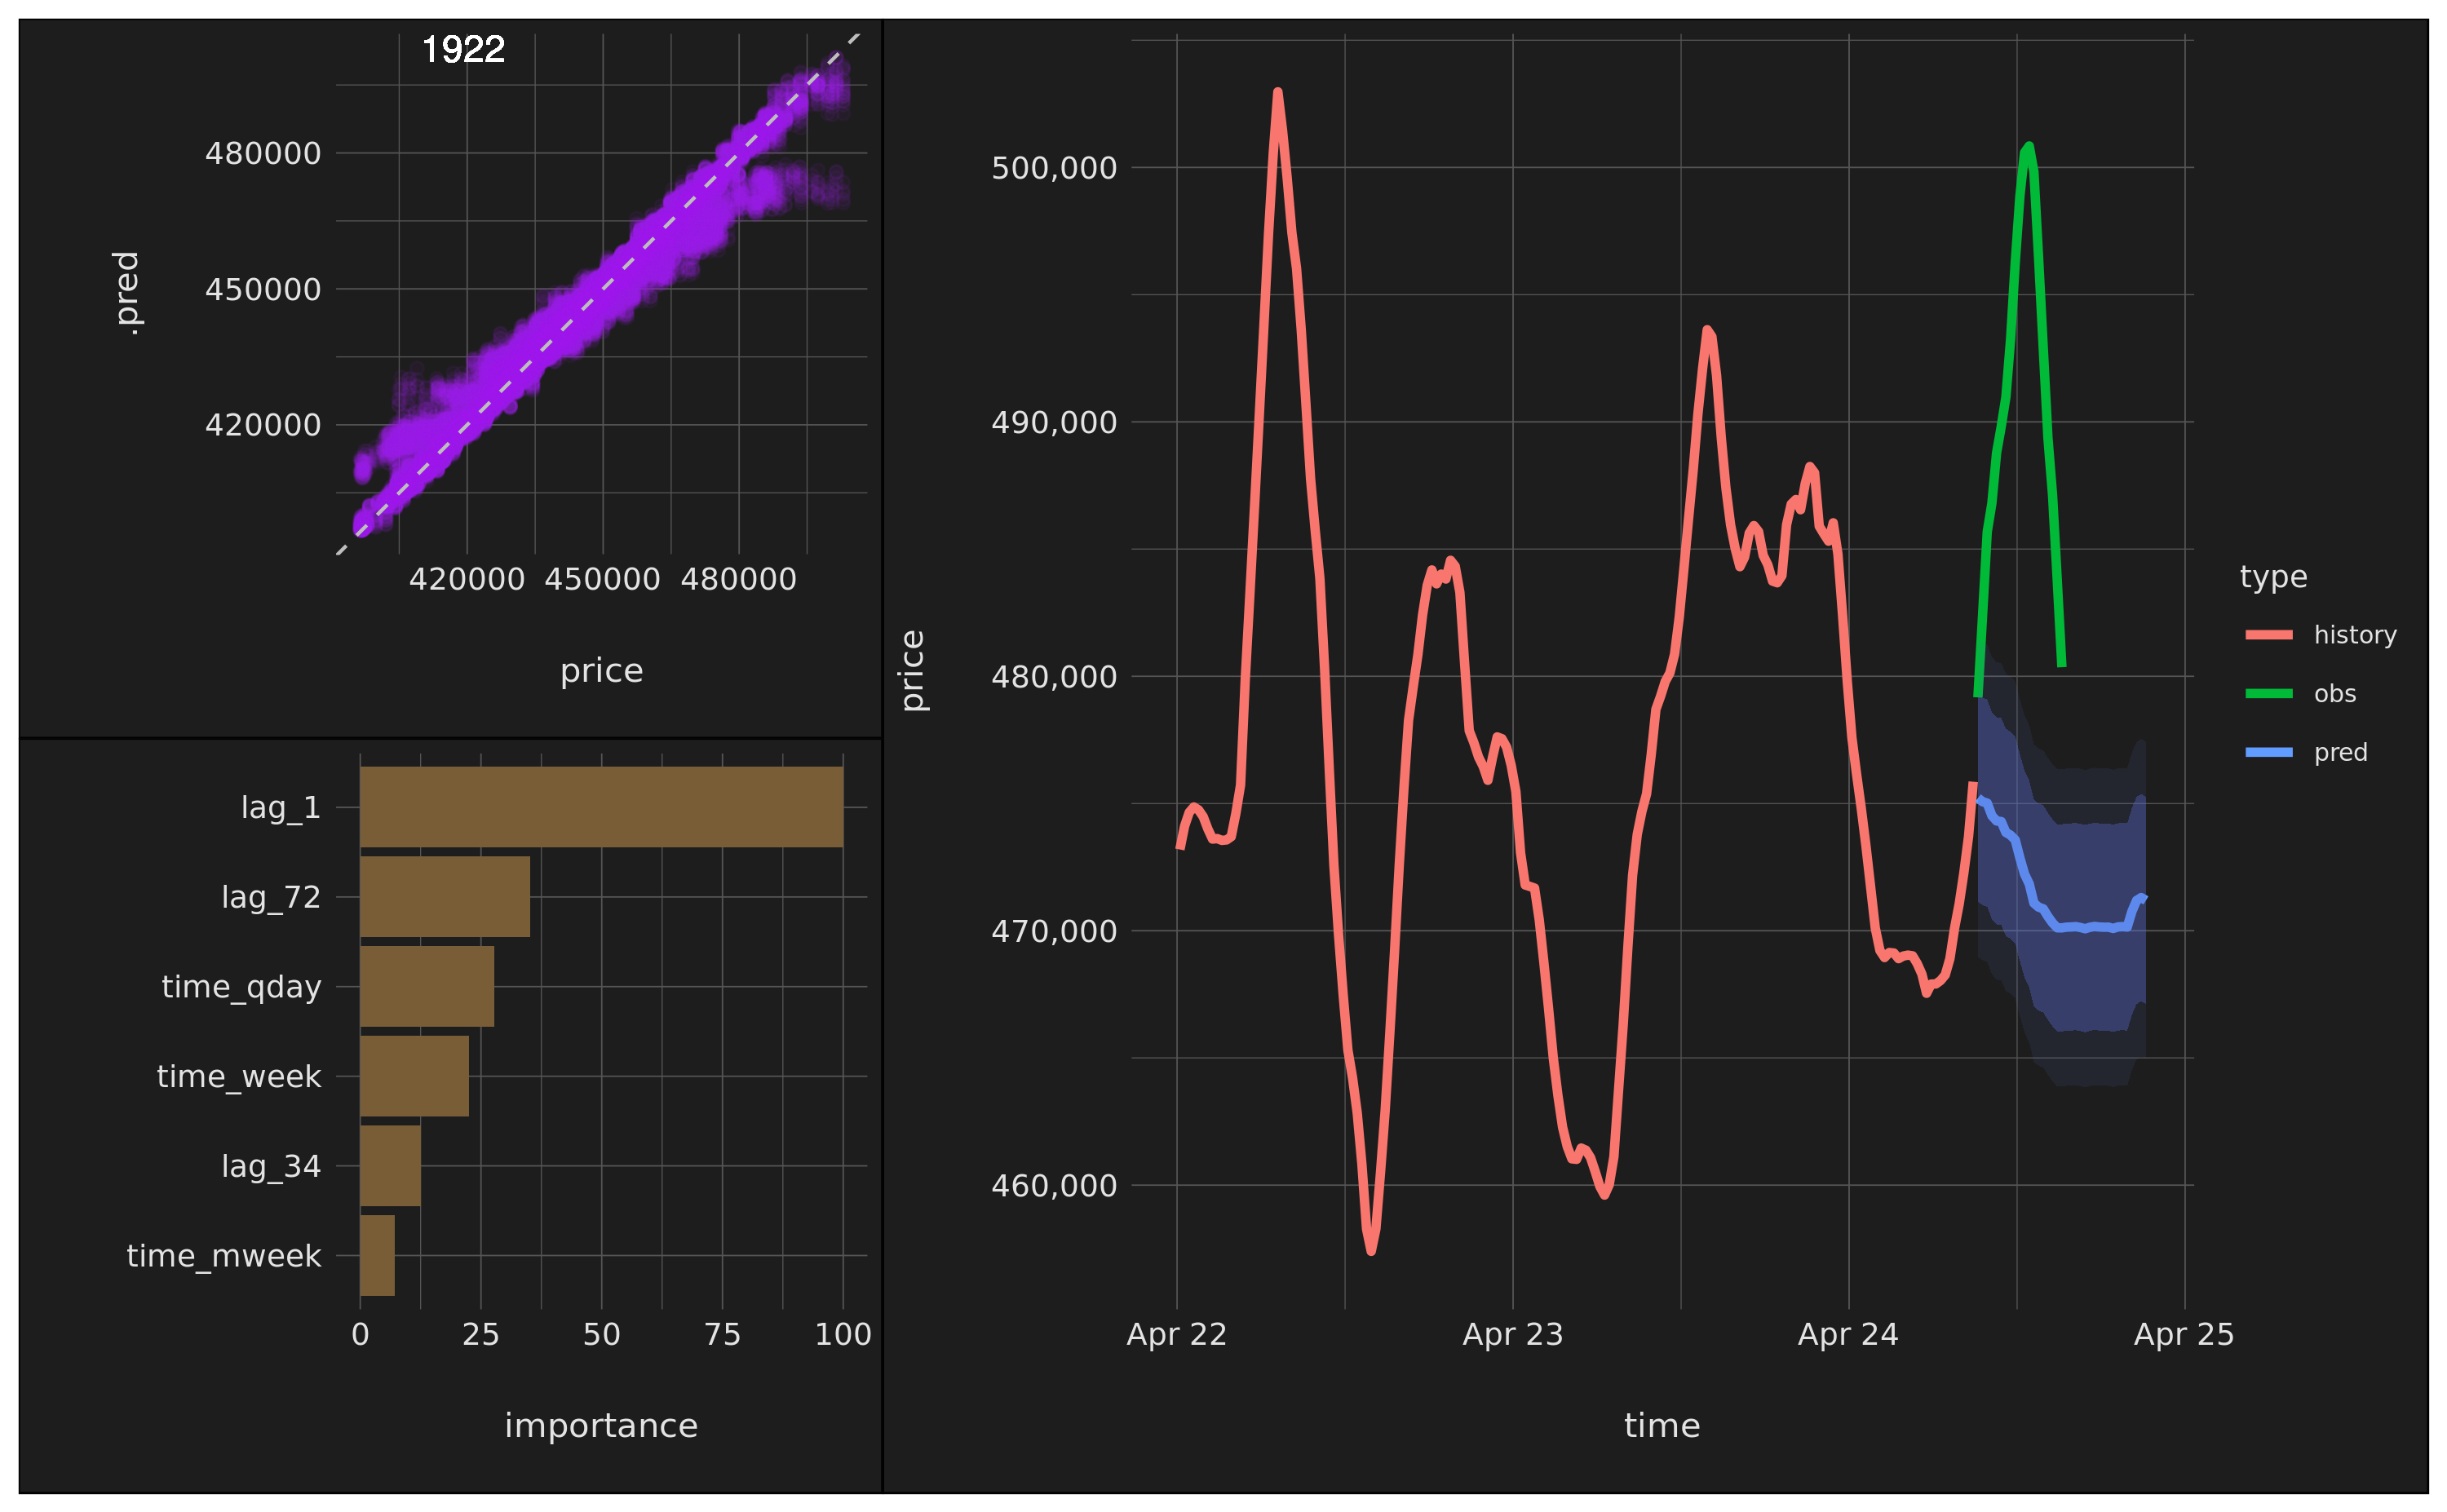 1922
480000
450000
420000
.pred
420000 450000 480000
price
lag_1
lag_72
time_qday
time_week
lag_34
time_mweek
0 25 50 75 100
importance
500,000
490,000
480,000
470,000
460,000
price
Apr 22 Apr 23 Apr 24 Apr 25
time
type
history
obs
pred